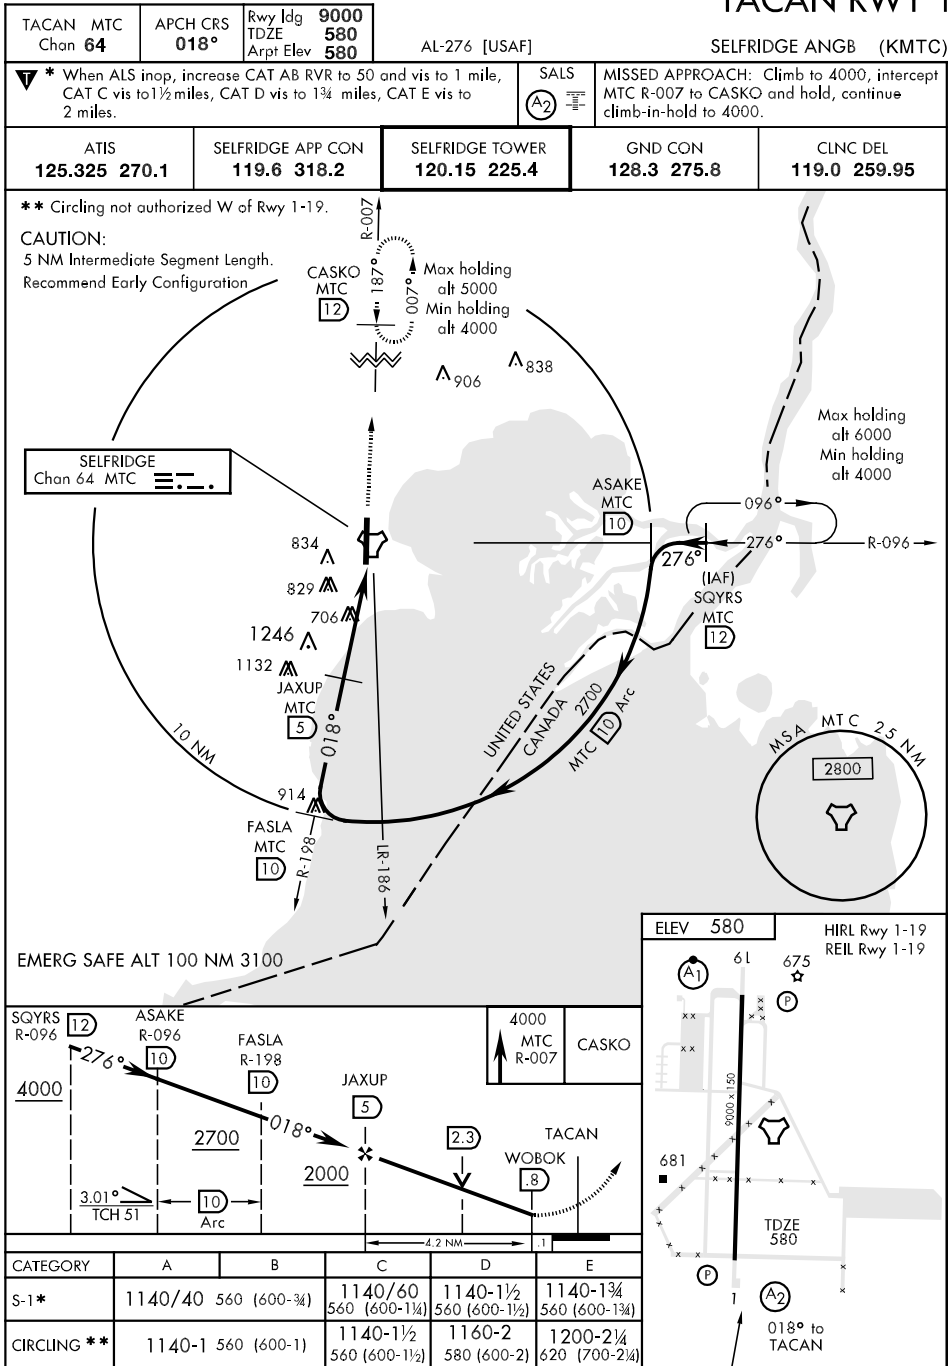 TACAN RWY 1
TACAN MTC
Chan 64
APCH CRS
018°
Rwy ldg 9000
TDZE 580
Arpt Elev 580
AL-276 [USAF]
SELFRIDGE ANGB (KMTC)
T * When ALS inop, increase CAT AB RVR to 50 and vis to 1 mile,
CAT C vis to1½ miles, CAT D vis to 1¾ miles, CAT E vis to
2 miles.
SALS
A2
MISSED APPROACH: Climb to 4000, intercept
MTC R-007 to CASKO and hold, continue
climb-in-hold to 4000.
ATIS
125.325 270.1
SELFRIDGE APP CON
119.6 318.2
SELFRIDGE TOWER
120.15 225.4
GND CON
128.3 275.8
CLNC DEL
119.0 259.95
** Circling not authorized W of Rwy 1-19.
CAUTION:
5 NM Intermediate Segment Length.
Recommend Early Configuration
R-007
CASKO
MTC
12
187°
007°
Max holding
alt 5000
Min holding
alt 4000
906
838
Max holding
alt 6000
Min holding
alt 4000
SELFRIDGE
Chan 64 MTC
ASAKE
MTC
10
096°
276°
R-096
276°
(IAF)
SQYRS
MTC
12
834
829
706
1246
1132
JAXUP
MTC
5
018°
10 NM
UNITED STATES
CANADA
2700
MTC 10 Arc
MSA MTC 25 NM
2800
914
FASLA
MTC
10
R-198
LR-186
EMERG SAFE ALT 100 NM 3100
ELEV 580
HIRL Rwy 1-19
REIL Rwy 1-19
A1
19
675
P
9000 x 150
681
TDZE
580
P
1
A2
018° to
TACAN
SQYRS
R-096
12
ASAKE
R-096
10
FASLA
R-198
10
JAXUP
5
4000
MTC
R-007
CASKO
276°
4000
2700
018°
2000
2.3
TACAN
WOBOK
.8
3.01°
TCH 51
10
Arc
4.2 NM
.1
CATEGORY A B C D E
S-1* 1140/40 560 (600-¾) 1140/60 560 (600-1¼) 1140-1½ 560 (600-1½) 1140-1¾ 560 (600-1¾)
CIRCLING ** 1140-1 560 (600-1) 1140-1½ 560 (600-1½) 1160-2 580 (600-2) 1200-2¼ 620 (700-2¼)